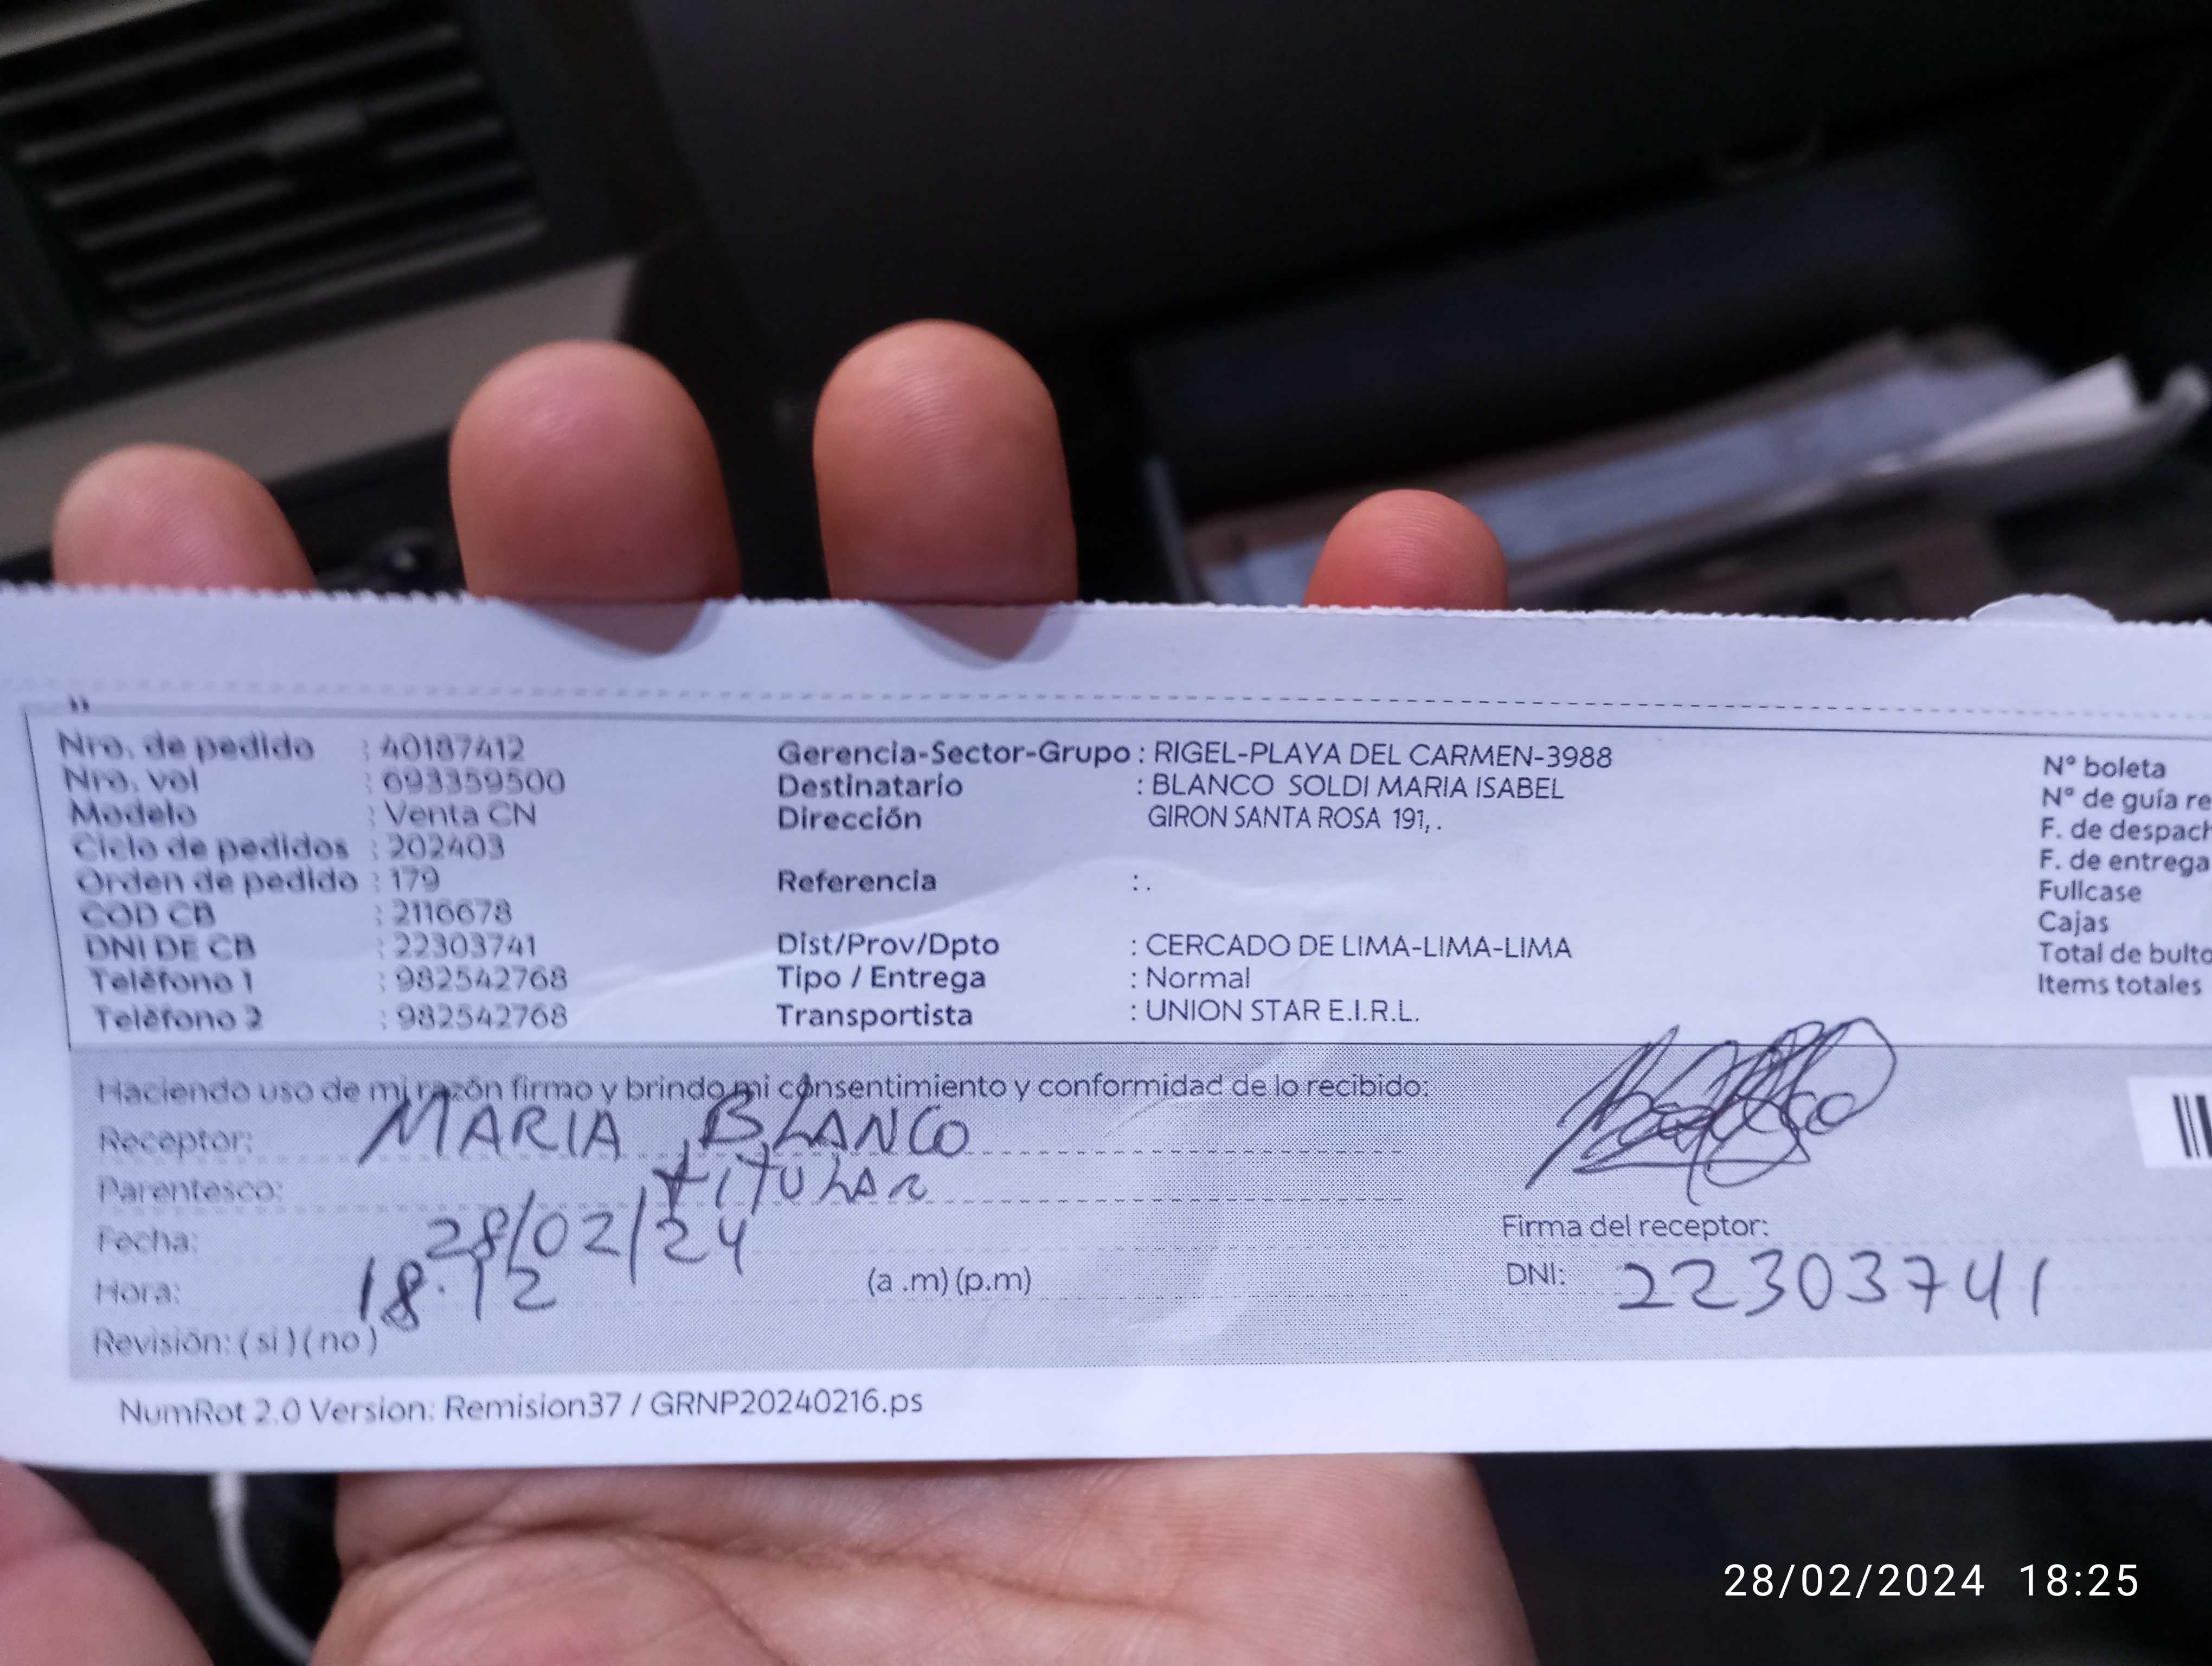 Nro. de pedido : 40187412
Nro. vol : 693359500
Modelo : Venta CN
Ciclo de pedidos : 202403
Orden de pedido : 179
COD CB : 2116678
DNI DE CB : 22303741
Teléfono 1 : 982542768
Teléfono 2 : 982542768
Gerencia-Sector-Grupo : RIGEL-PLAYA DEL CARMEN-3988
Destinatario : BLANCO SOLDI MARIA ISABEL
Dirección GIRON SANTA ROSA 191, .
Referencia : .
Dist/Prov/Dpto : CERCADO DE LIMA-LIMA-LIMA
Tipo / Entrega : Normal
Transportista : UNION STAR E.I.R.L.
N° boleta
N° de guía re
F. de despach
F. de entrega
Fullcase
Cajas
Total de bulto
Items totales
Haciendo uso de mi razón firmo y brindo mi consentimiento y conformidad de lo recibido:
Receptor: MARIA BLANCO
Parentesco: TITULAR
Fecha: 28/02/24
Hora: 18:12 (a .m) (p.m)
Revisión: ( si ) ( no )
Firma del receptor:
DNI: 22303741
NumRot 2.0 Version: Remision37 / GRNP20240216.ps
28/02/2024 18:25